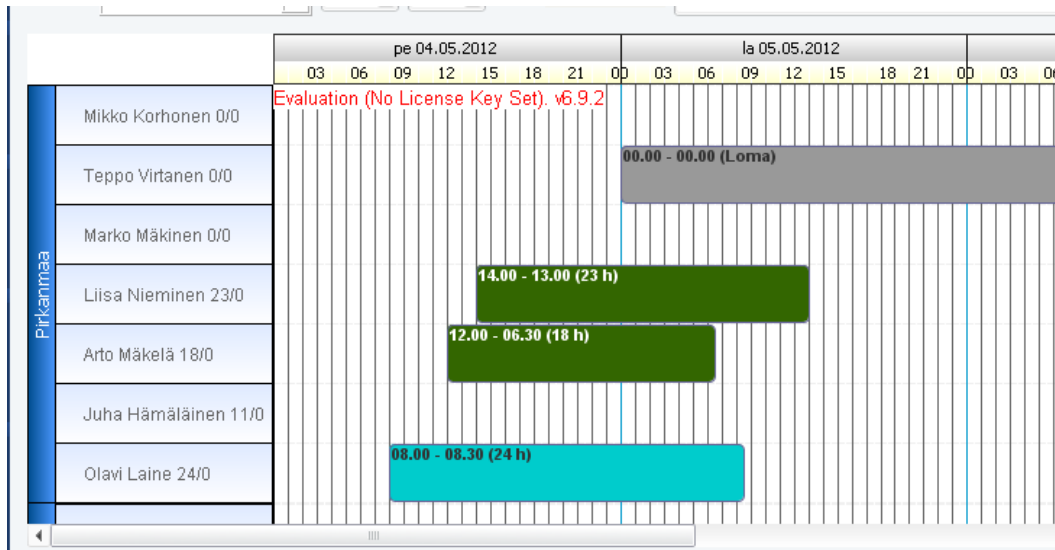 pe 04.05.2012 la 05.05.2012
03 06 09 12 15 18 21 00 03 06 09 12 15 18 21 00 03
Evaluation (No License Key Set). v6.9.2
Pirkanmaa
Mikko Korhonen 0/0
Teppo Virtanen 0/0
00.00 - 00.00 (Loma)
Marko Mäkinen 0/0
Liisa Nieminen 23/0
14.00 - 13.00 (23 h)
Arto Mäkelä 18/0
12.00 - 06.30 (18 h)
Juha Hämäläinen 11/0
Olavi Laine 24/0
08.00 - 08.30 (24 h)